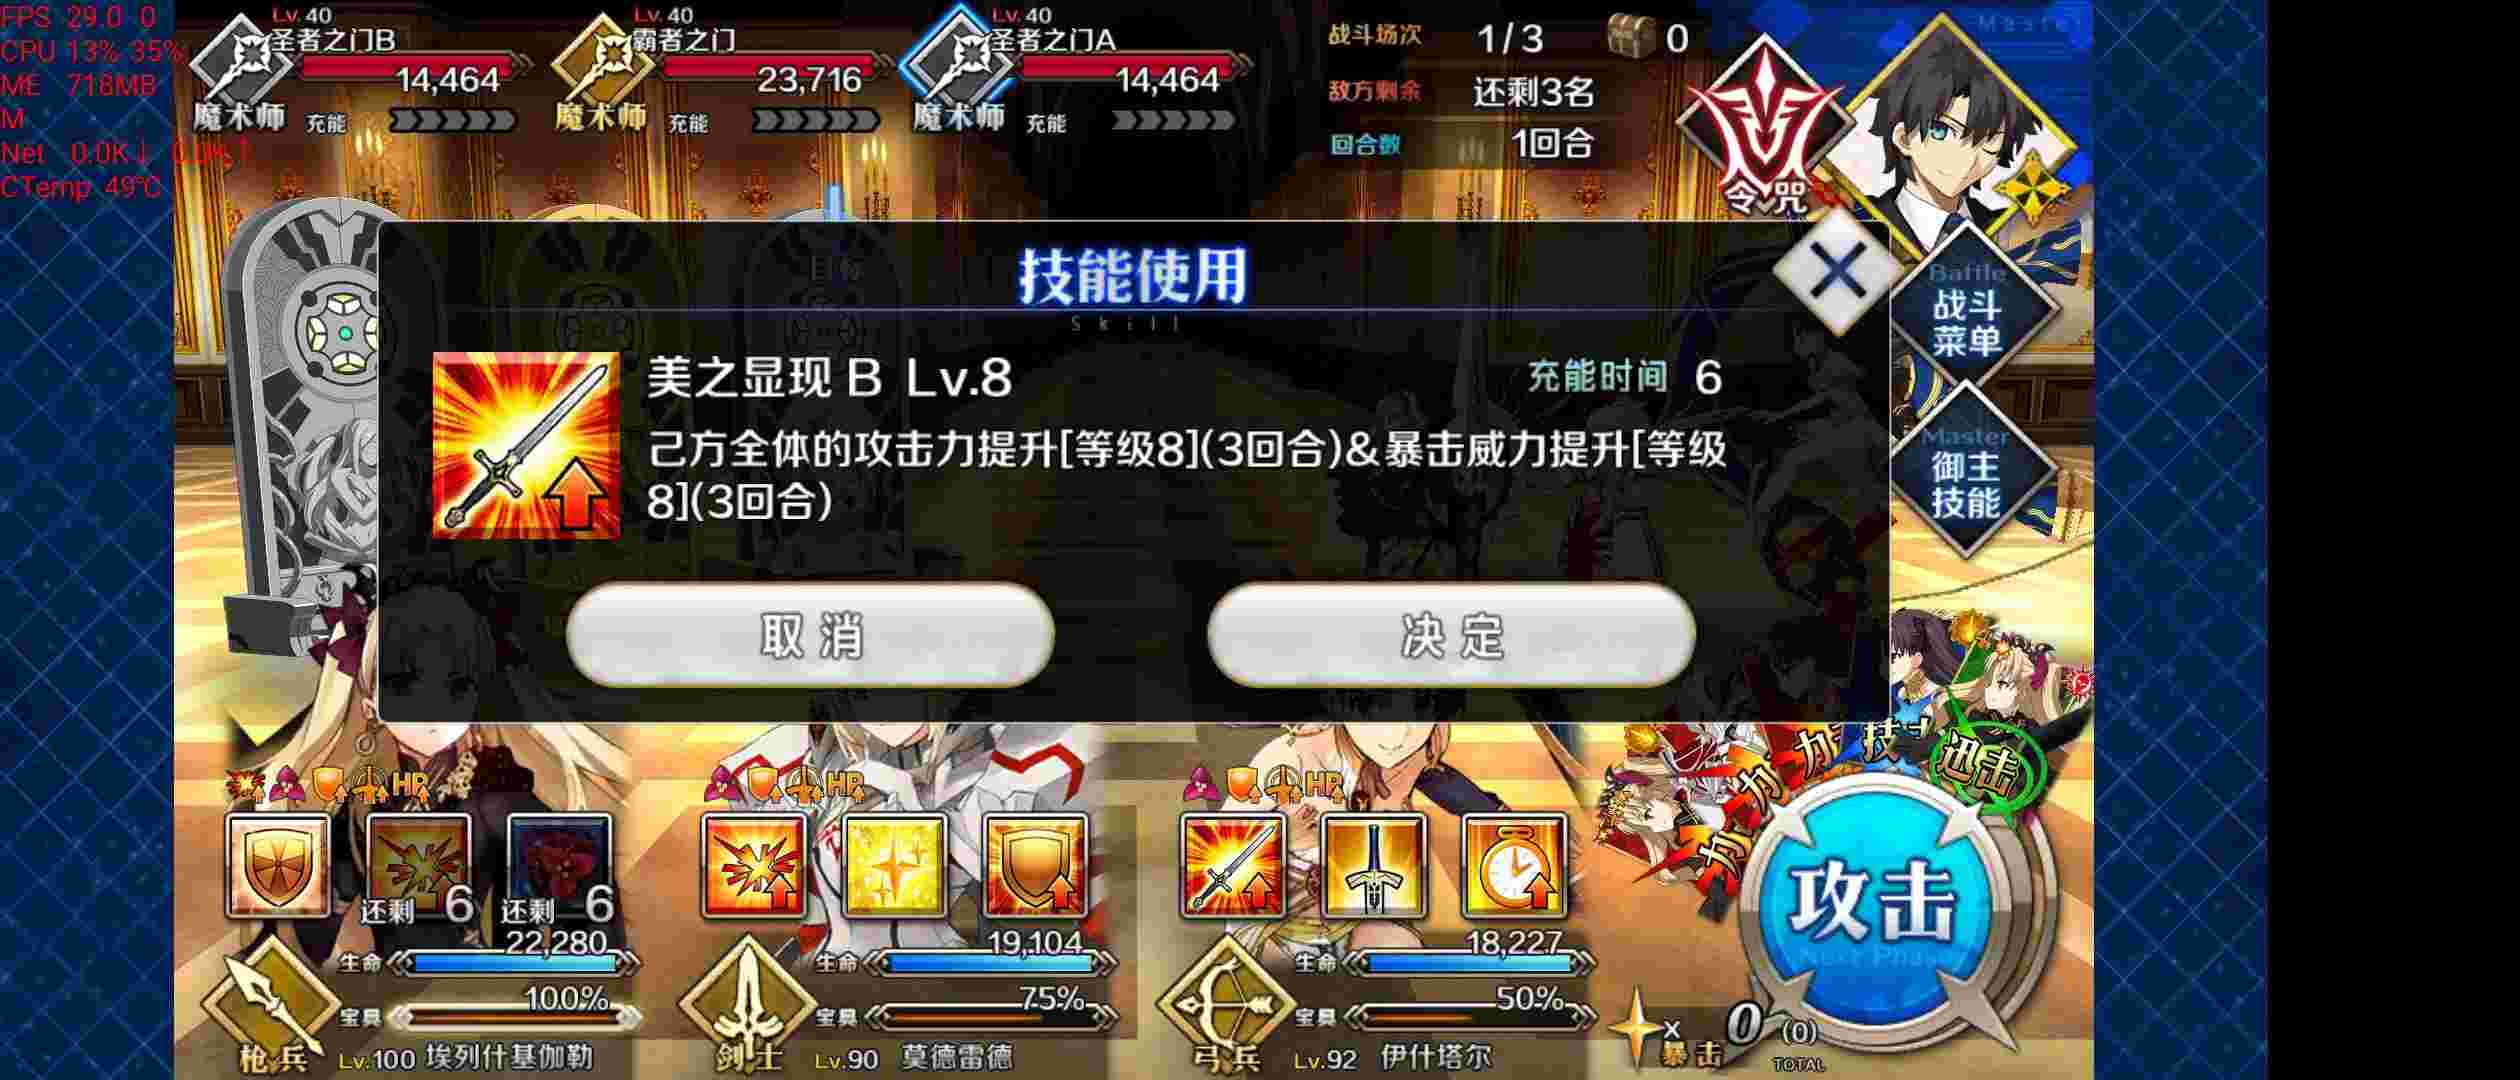 FPS 29.0 0
CPU 13% 35%
ME 718MB
M
Net 0.0K↓ 0.0K↑
CTemp 49℃
Lv.40
圣者之门B
14,464
魔术师 充能
Lv.40
霸者之门
23,716
魔术师 充能
Lv.40
圣者之门A
14,464
魔术师 充能
战斗场次 1/3 0
敌方剩余 还剩3名
回合数 1回合
令咒
Master
Battle
战斗
菜单
Master
御主
技能
目标
技能使用
Skill
美之显现 B Lv.8
充能时间 6
己方全体的攻击力提升[等级8](3回合)&暴击威力提升[等级
8](3回合)
取消
决定
HP
HP
HP
还剩 6
还剩 6
22,280
生命
100%
宝具
枪兵 Lv.100 埃列什基伽勒
19,104
生命
75%
宝具
剑士 Lv.90 莫德雷德
18,227
生命
50%
宝具
弓兵 Lv.92 伊什塔尔
力 力 力 技 迅击
攻击
Next Phase
x 0 (0)
暴击 TOTAL